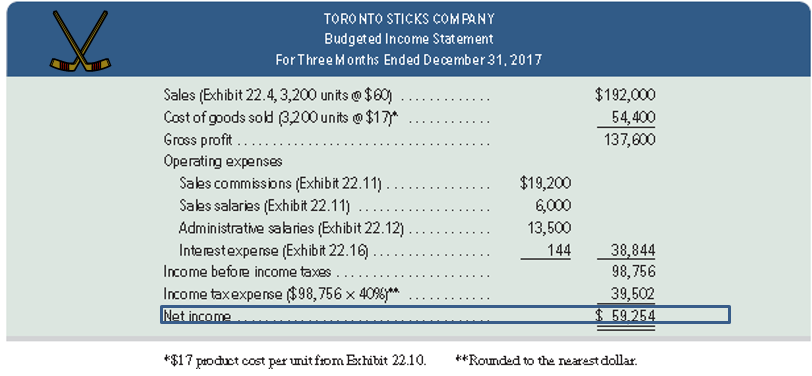 TORONTO STICKS COMPANY
Budgeted Income Statement
For Three Months Ended December 31, 2017
Sales (Exhibit 22.4, 3,200 units @ $60) . . . . . . . . . . . . . $192,000
Cost of goods sold (3,200 units @ $17)* . . . . . . . . . . . . 54,400
Gross profit . . . . . . . . . . . . . . . . . . . . . . . . . . . . . . . . . . . . . 137,600
Operating expenses
Sales commissions (Exhibit 22.11) . . . . . . . . . . . . . . . $19,200
Sales salaries (Exhibit 22.11) . . . . . . . . . . . . . . . . . . . 6,000
Administrative salaries (Exhibit 22.12) . . . . . . . . . . . . 13,500
Interest expense (Exhibit 22.16) . . . . . . . . . . . . . . . . . 144 38,844
Income before income taxes . . . . . . . . . . . . . . . . . . . . . . 98,756
Income tax expense ($98,756 × 40%)** . . . . . . . . . . . . 39,502
Net income . . . . . . . . . . . . . . . . . . . . . . . . . . . . . . . . . . . . . $ 59,254
*$17 product cost per unit from Exhibit 22.10. **Rounded to the nearest dollar.